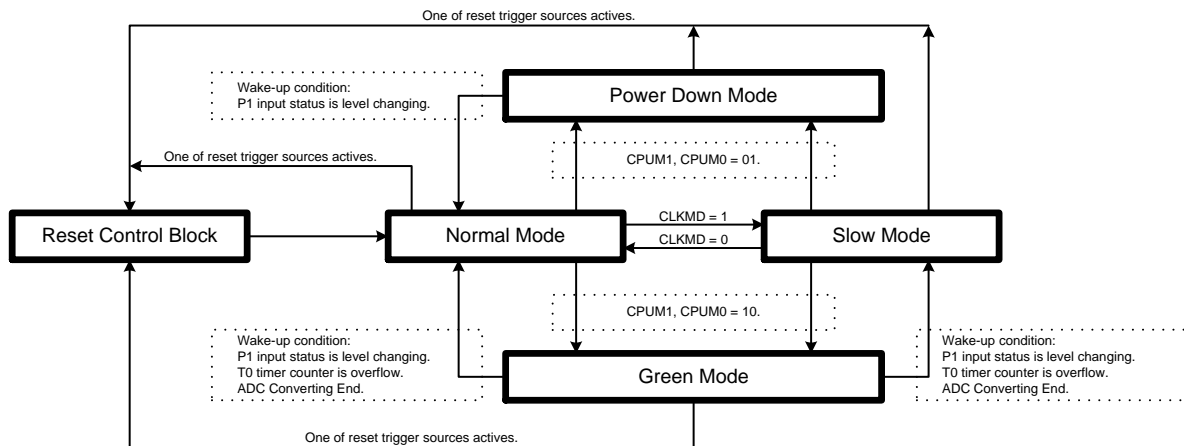 One of reset trigger sources actives.
Wake-up condition:
P1 input status is level changing.
Power Down Mode
One of reset trigger sources actives.
CPUM1, CPUM0 = 01.
Reset Control Block
Normal Mode
CLKMD = 1
CLKMD = 0
Slow Mode
CPUM1, CPUM0 = 10.
Wake-up condition:
P1 input status is level changing.
T0 timer counter is overflow.
ADC Converting End.
Green Mode
Wake-up condition:
P1 input status is level changing.
T0 timer counter is overflow.
ADC Converting End.
One of reset trigger sources actives.